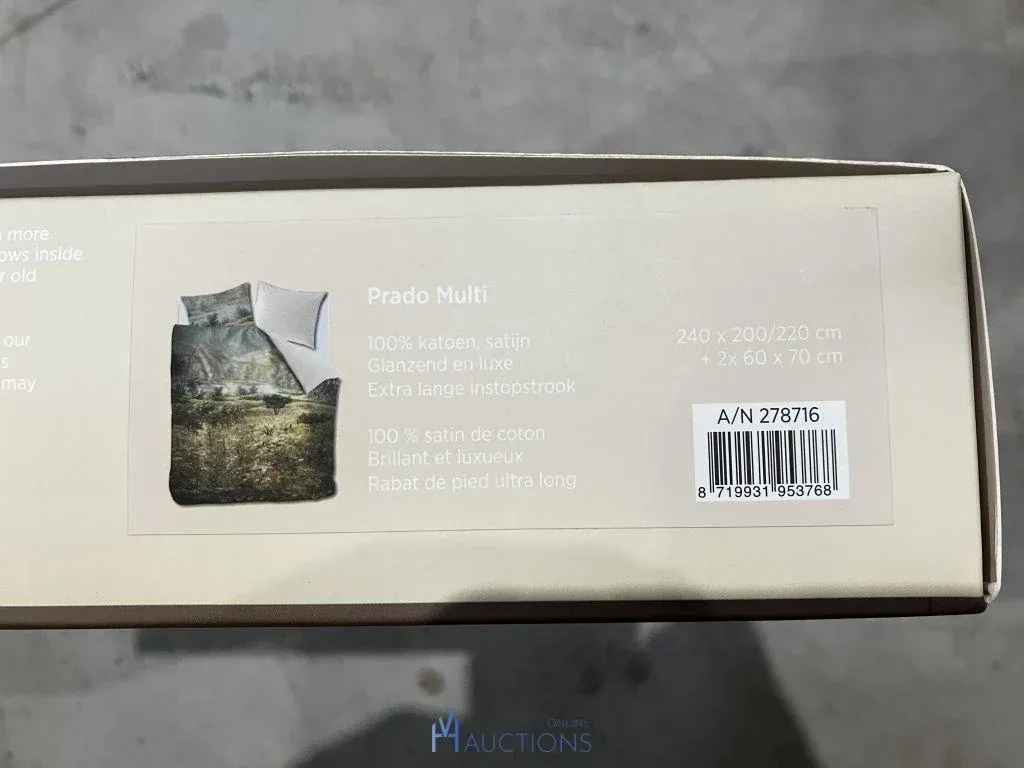 more
ows inside
r old
our
s
may
Prado Multi
100% katoen, satijn
Glanzend en luxe
Extra lange instopstrook
100 % satin de coton
Brillant et luxueux
Rabat de pied ultra long
240 x 200/220 cm
+ 2x 60 x 70 cm
A/N 278716
8 719931 953768
ONLINE
AUCTIONS